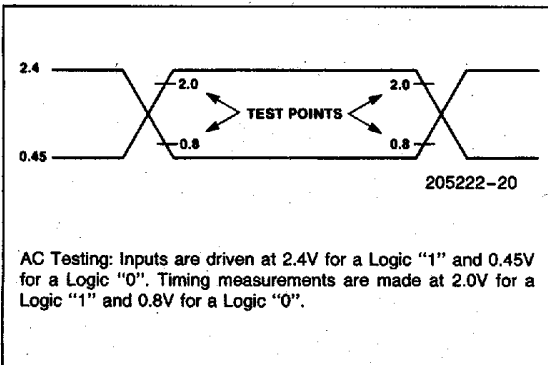 2.4
2.0
2.0
TEST POINTS
0.8
0.8
0.45
205222-20
AC Testing: Inputs are driven at 2.4V for a Logic "1" and 0.45V
for a Logic "0". Timing measurements are made at 2.0V for a
Logic "1" and 0.8V for a Logic "0".